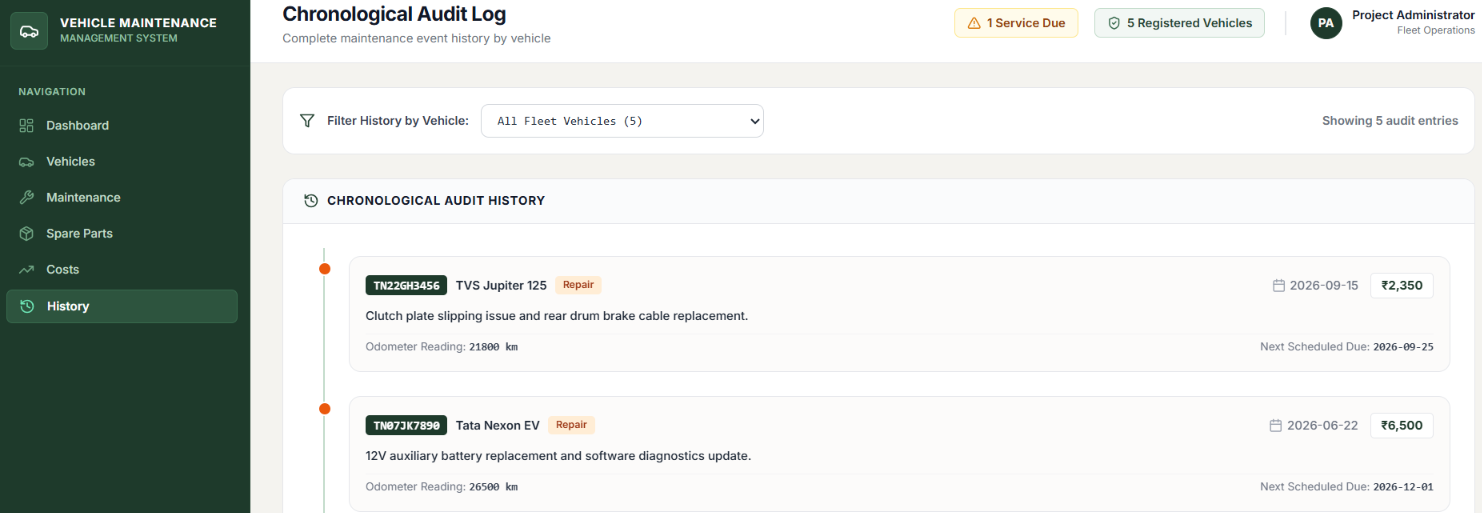 VEHICLE MAINTENANCE
MANAGEMENT SYSTEM
NAVIGATION
Dashboard
Vehicles
Maintenance
Spare Parts
Costs
History
Chronological Audit Log
Complete maintenance event history by vehicle
1 Service Due
5 Registered Vehicles
PA
Project Administrator
Fleet Operations
Filter History by Vehicle:
All Fleet Vehicles (5)
Showing 5 audit entries
CHRONOLOGICAL AUDIT HISTORY
TN22GH3456 TVS Jupiter 125 Repair 2026-09-15 ₹2,350
Clutch plate slipping issue and rear drum brake cable replacement.
Odometer Reading: 21800 km Next Scheduled Due: 2026-09-25
TN07JK7890 Tata Nexon EV Repair 2026-06-22 ₹6,500
12V auxiliary battery replacement and software diagnostics update.
Odometer Reading: 26500 km Next Scheduled Due: 2026-12-01